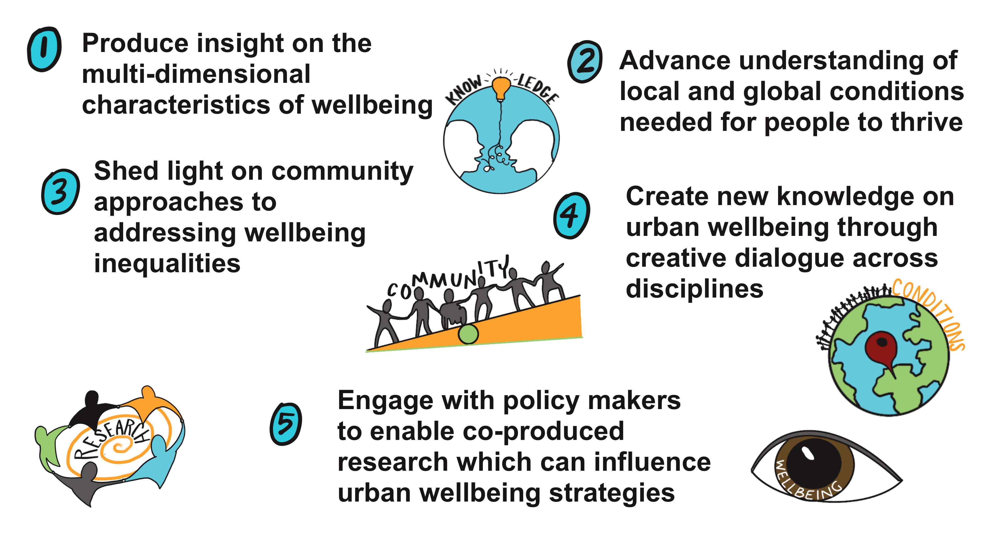 1
Produce insight on the
multi-dimensional
characteristics of wellbeing
KNOWLEDGE
2
Advance understanding of
local and global conditions
needed for people to thrive
3
Shed light on community
approaches to
addressing wellbeing
inequalities
4
Create new knowledge on
urban wellbeing through
creative dialogue across
disciplines
COMMUNITY
CONDITIONS
RESEARCH
5
Engage with policy makers
to enable co-produced
research which can influence
urban wellbeing strategies
WELLBEING